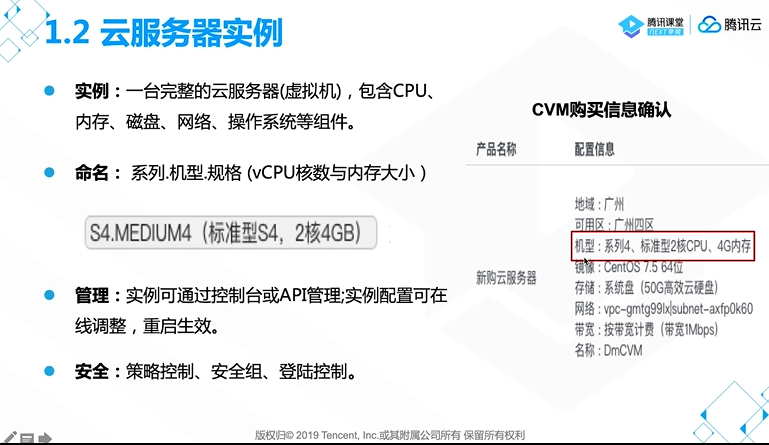 1.2 云服务器实例
腾讯课堂
NEXT学院
腾讯云
实例：一台完整的云服务器(虚拟机)，包含CPU、
内存、磁盘、网络、操作系统等组件。
命名： 系列.机型.规格 (vCPU核数与内存大小 )
S4.MEDIUM4（标准型S4，2核4GB）
管理：实例可通过控制台或API管理;实例配置可在
线调整，重启生效。
安全：策略控制、安全组、登陆控制。
CVM购买信息确认
产品名称 配置信息
新购云服务器
地域：广州
可用区：广州四区
机型：系列4、标准型2核CPU、4G内存
镜像：CentOS 7.5 64位
存储：系统盘（50G高效云硬盘）
网络：vpc-gmtg99lx|subnet-axfp0k60
带宽：按带宽计费（带宽1Mbps）
名称：DmCVM
版权归© 2019 Tencent, Inc.或其附属公司所有 保留所有权利